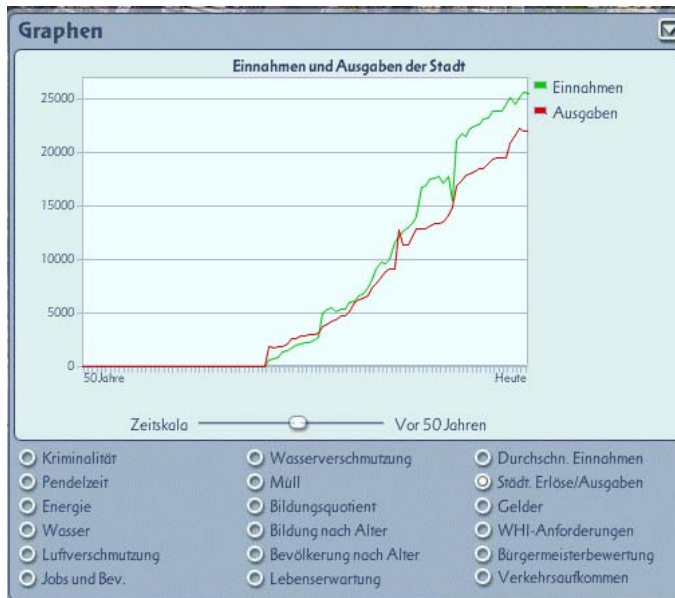 Graphen
Einnahmen und Ausgaben der Stadt
25000
20000
15000
10000
5000
0
Einnahmen
Ausgaben
50 Jahre
Heute
Zeitskala
Vor 50 Jahren
Kriminalität
Wasserverschmutzung
Durchschn. Einnahmen
Pendelzeit
Müll
Städt. Erlöse/Ausgaben
Energie
Bildungsquotient
Gelder
Wasser
Bildung nach Alter
WHI-Anforderungen
Luftverschmutzung
Bevölkerung nach Alter
Bürgermeisterbewertung
Jobs und Bev.
Lebenserwartung
Verkehrsaufkommen